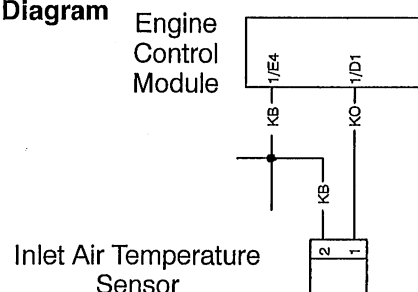 Diagram
Engine
Control
Module
1/E4
1/D1
KB
KO
KB
2
1
Inlet Air Temperature
Sensor